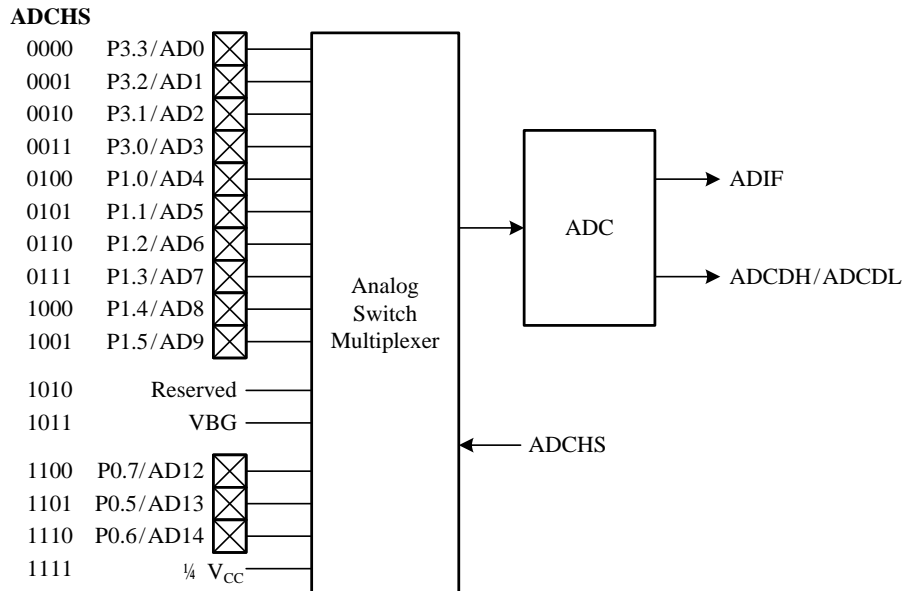 ADCHS
0000 P3.3/AD0
0001 P3.2/AD1
0010 P3.1/AD2
0011 P3.0/AD3
0100 P1.0/AD4
0101 P1.1/AD5
0110 P1.2/AD6
0111 P1.3/AD7
1000 P1.4/AD8
1001 P1.5/AD9
1010 Reserved
1011 VBG
1100 P0.7/AD12
1101 P0.5/AD13
1110 P0.6/AD14
1111 ¼ VCC
Analog
Switch
Multiplexer
ADC
ADIF
ADCDH/ADCDL
ADCHS